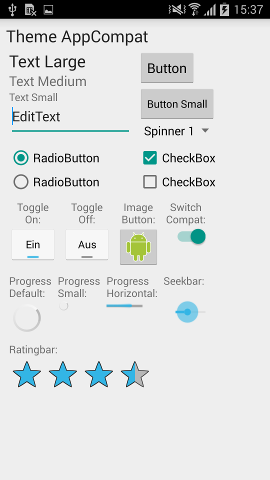 15:37
Theme AppCompat
Text Large
Button
Text Medium
Text Small
Button Small
EditText
Spinner 1
RadioButton
CheckBox
RadioButton
CheckBox
Toggle On:
Toggle Off:
Image Button:
Switch Compat:
Ein
Aus
Progress Default:
Progress Small:
Progress Horizontal:
Seekbar:
Ratingbar: